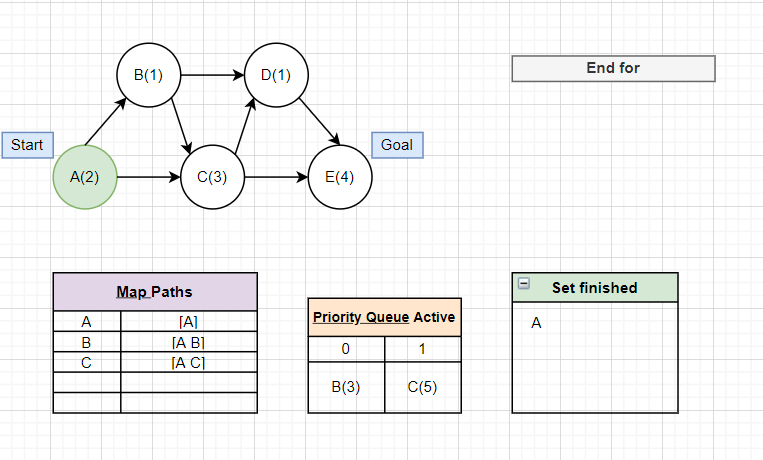 B(1)
D(1)
End for
Start
Goal
A(2)
C(3)
E(4)
Map Paths
A [A]
B [A B]
C [A C]
Priority Queue Active
0 1
B(3) C(5)
Set finished
A